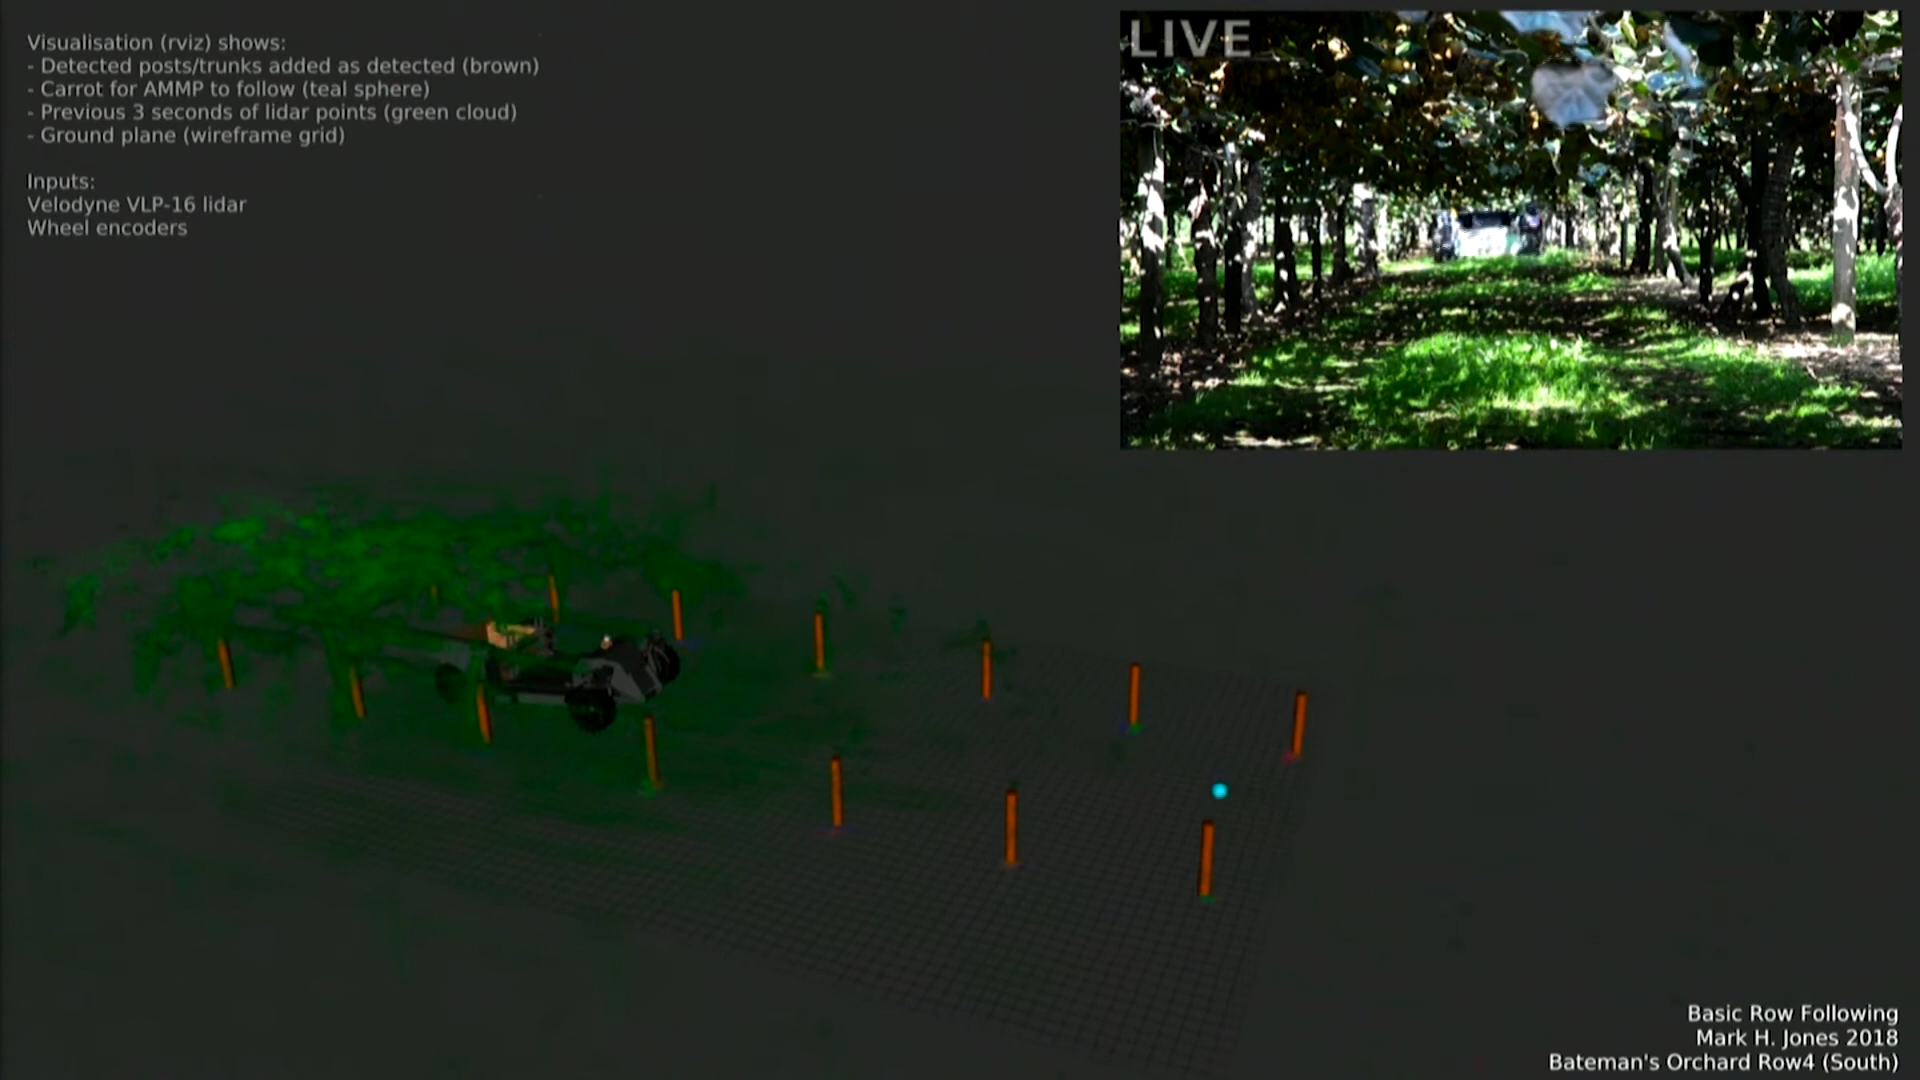 Visualisation (rviz) shows:
- Detected posts/trunks added as detected (brown)
- Carrot for AMMP to follow (teal sphere)
- Previous 3 seconds of lidar points (green cloud)
- Ground plane (wireframe grid)
Inputs:
Velodyne VLP-16 lidar
Wheel encoders
LIVE
Basic Row Following
Mark H. Jones 2018
Bateman's Orchard Row4 (South)